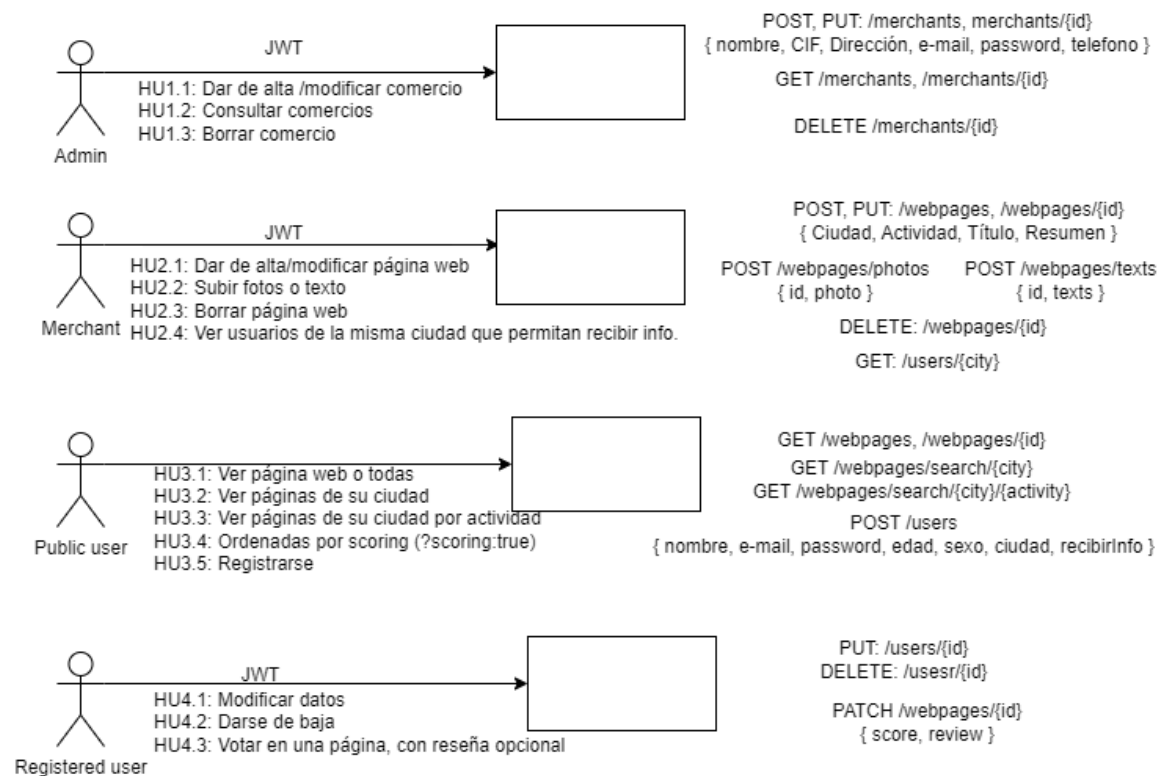 JWT
HU1.1: Dar de alta /modificar comercio
HU1.2: Consultar comercios
HU1.3: Borrar comercio
Admin
POST, PUT: /merchants, merchants/{id}
{ nombre, CIF, Dirección, e-mail, password, telefono }
GET /merchants, /merchants/{id}
DELETE /merchants/{id}
JWT
HU2.1: Dar de alta/modificar página web
HU2.2: Subir fotos o texto
HU2.3: Borrar página web
HU2.4: Ver usuarios de la misma ciudad que permitan recibir info.
Merchant
POST, PUT: /webpages, /webpages/{id}
{ Ciudad, Actividad, Título, Resumen }
POST /webpages/photos
{ id, photo }
POST /webpages/texts
{ id, texts }
DELETE: /webpages/{id}
GET: /users/{city}
HU3.1: Ver página web o todas
HU3.2: Ver páginas de su ciudad
HU3.3: Ver páginas de su ciudad por actividad
HU3.4: Ordenadas por scoring (?scoring:true)
HU3.5: Registrarse
Public user
GET /webpages, /webpages/{id}
GET /webpages/search/{city}
GET /webpages/search/{city}/{activity}
POST /users
{ nombre, e-mail, password, edad, sexo, ciudad, recibirInfo }
JWT
HU4.1: Modificar datos
HU4.2: Darse de baja
HU4.3: Votar en una página, con reseña opcional
Registered user
PUT: /users/{id}
DELETE: /usesr/{id}
PATCH /webpages/{id}
{ score, review }